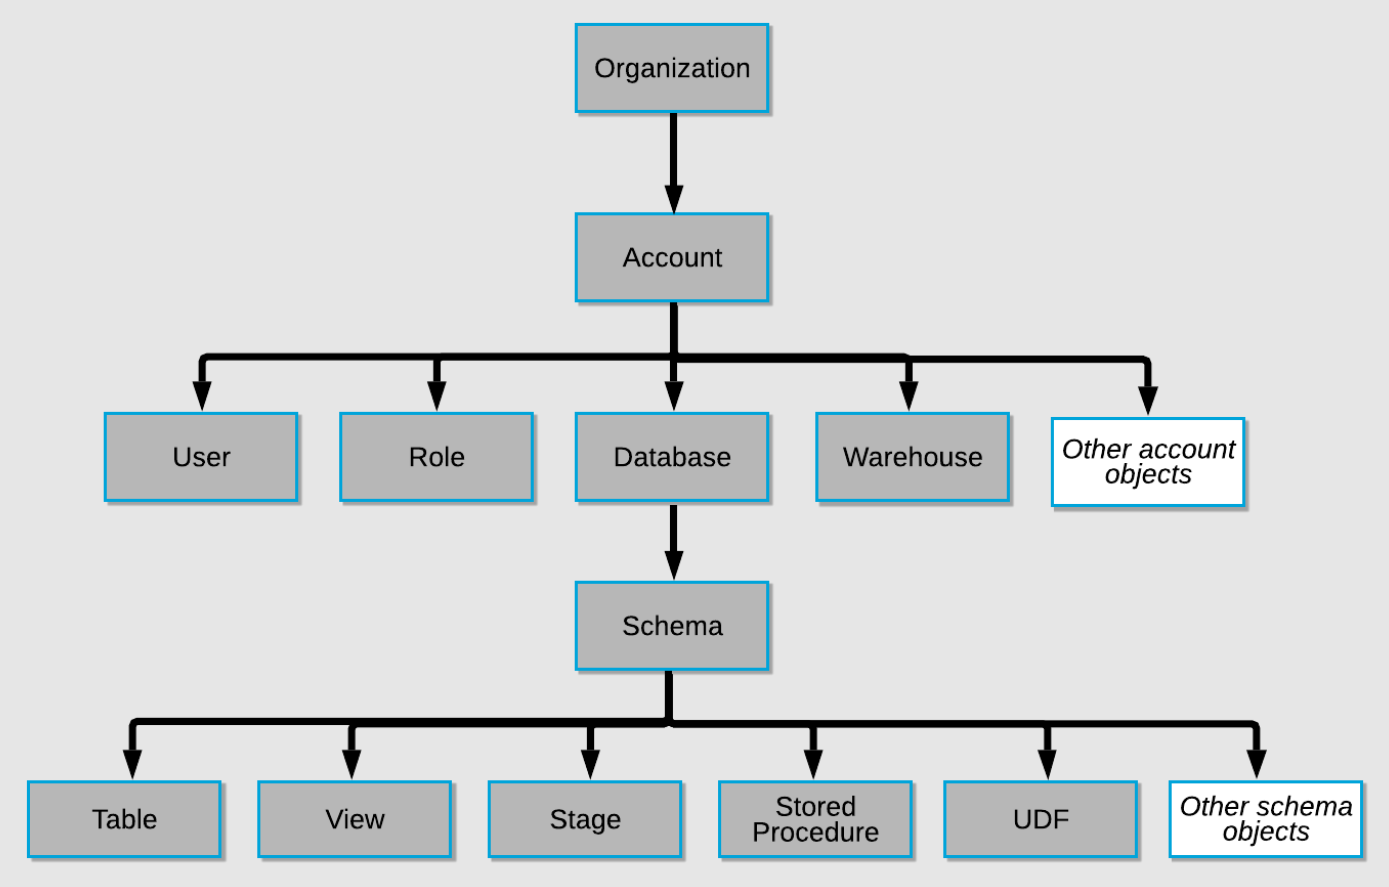 Organization
Account
User
Role
Database
Warehouse
Other account
objects
Schema
Table
View
Stage
Stored
Procedure
UDF
Other schema
objects